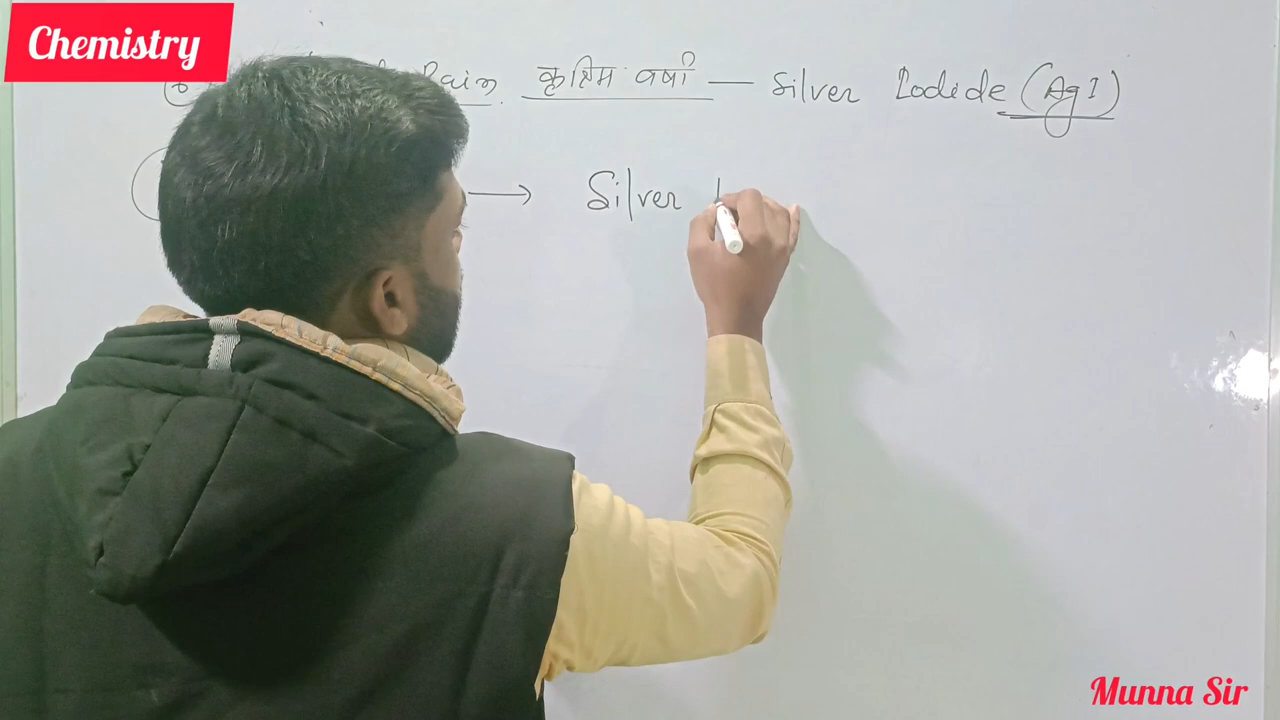 Chemistry
Rain कृत्रिम वर्षा — Silver Iodide (AgI)
→ Silver
Munna Sir